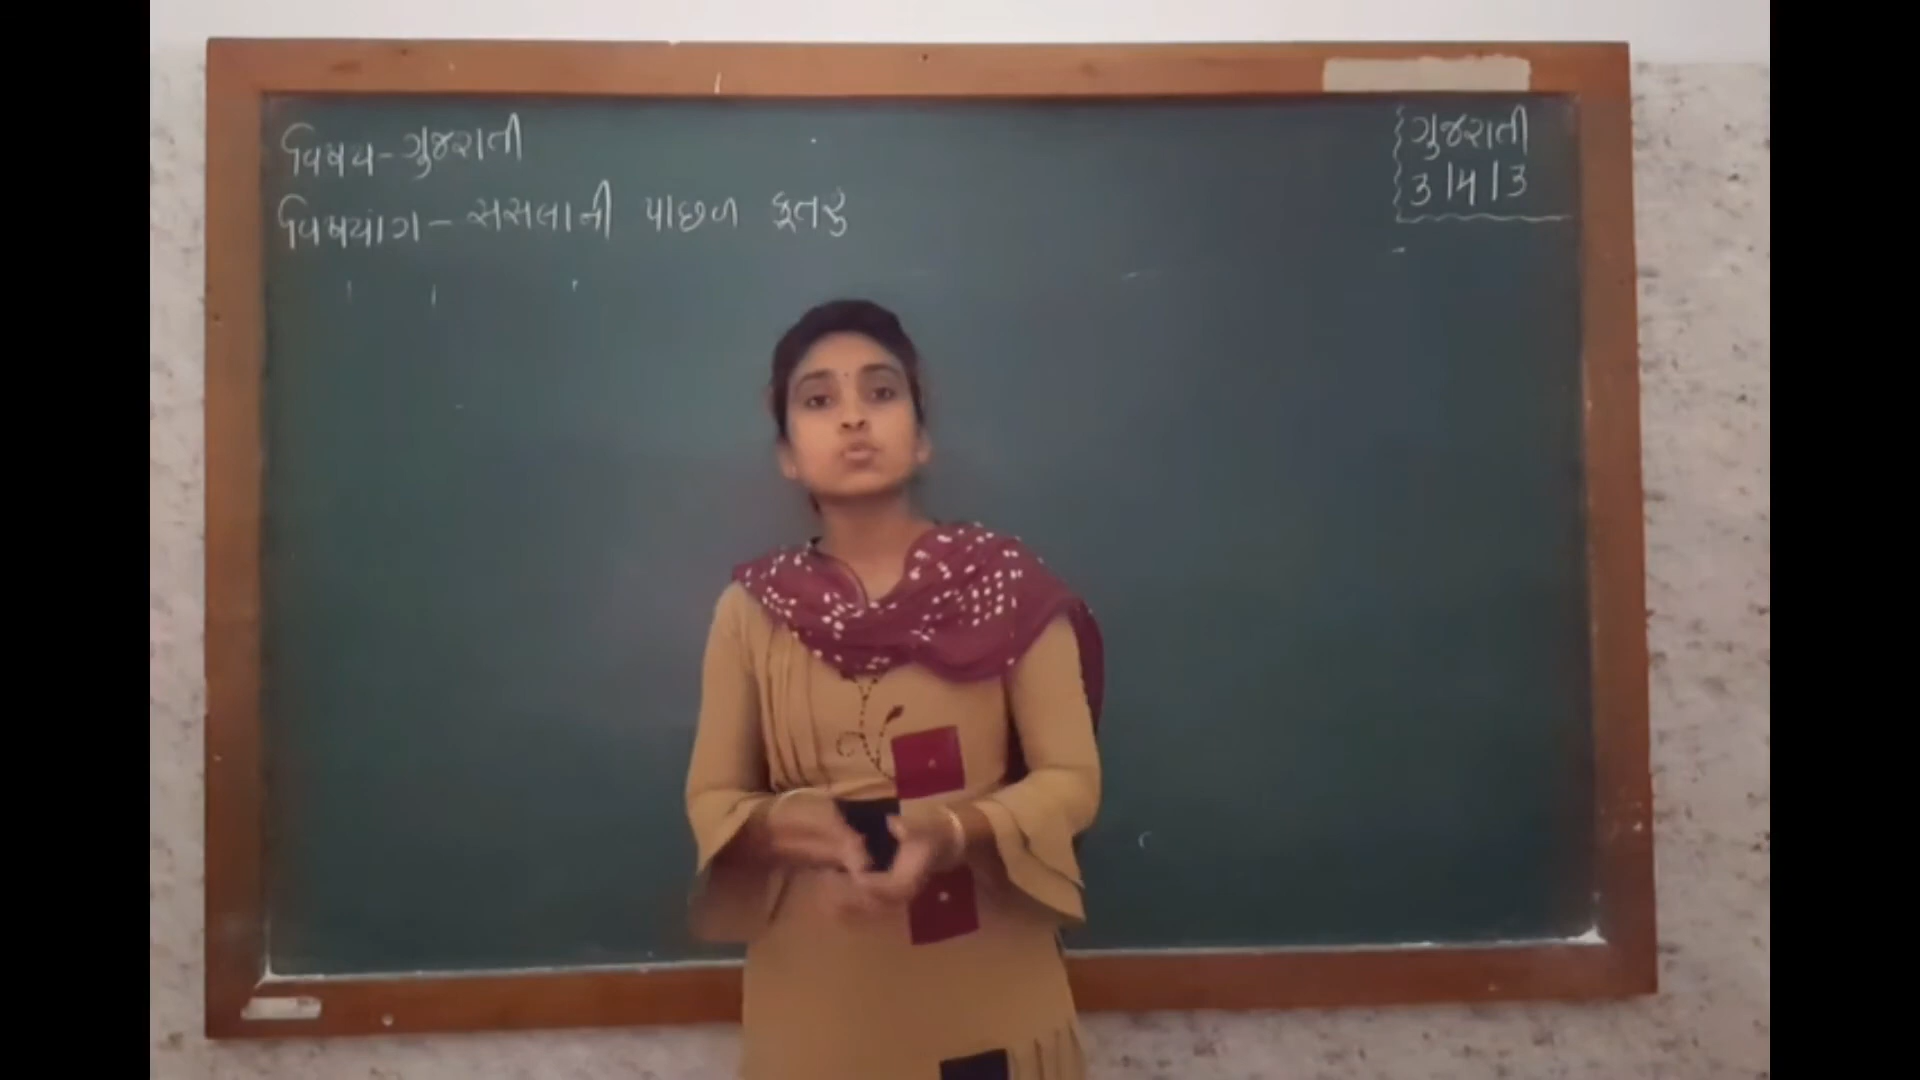 વિષય - ગુજરાતી
વિષયાંગ - સસલાની પાછળ કૂતરું
ગુજરાતી
3|4|3